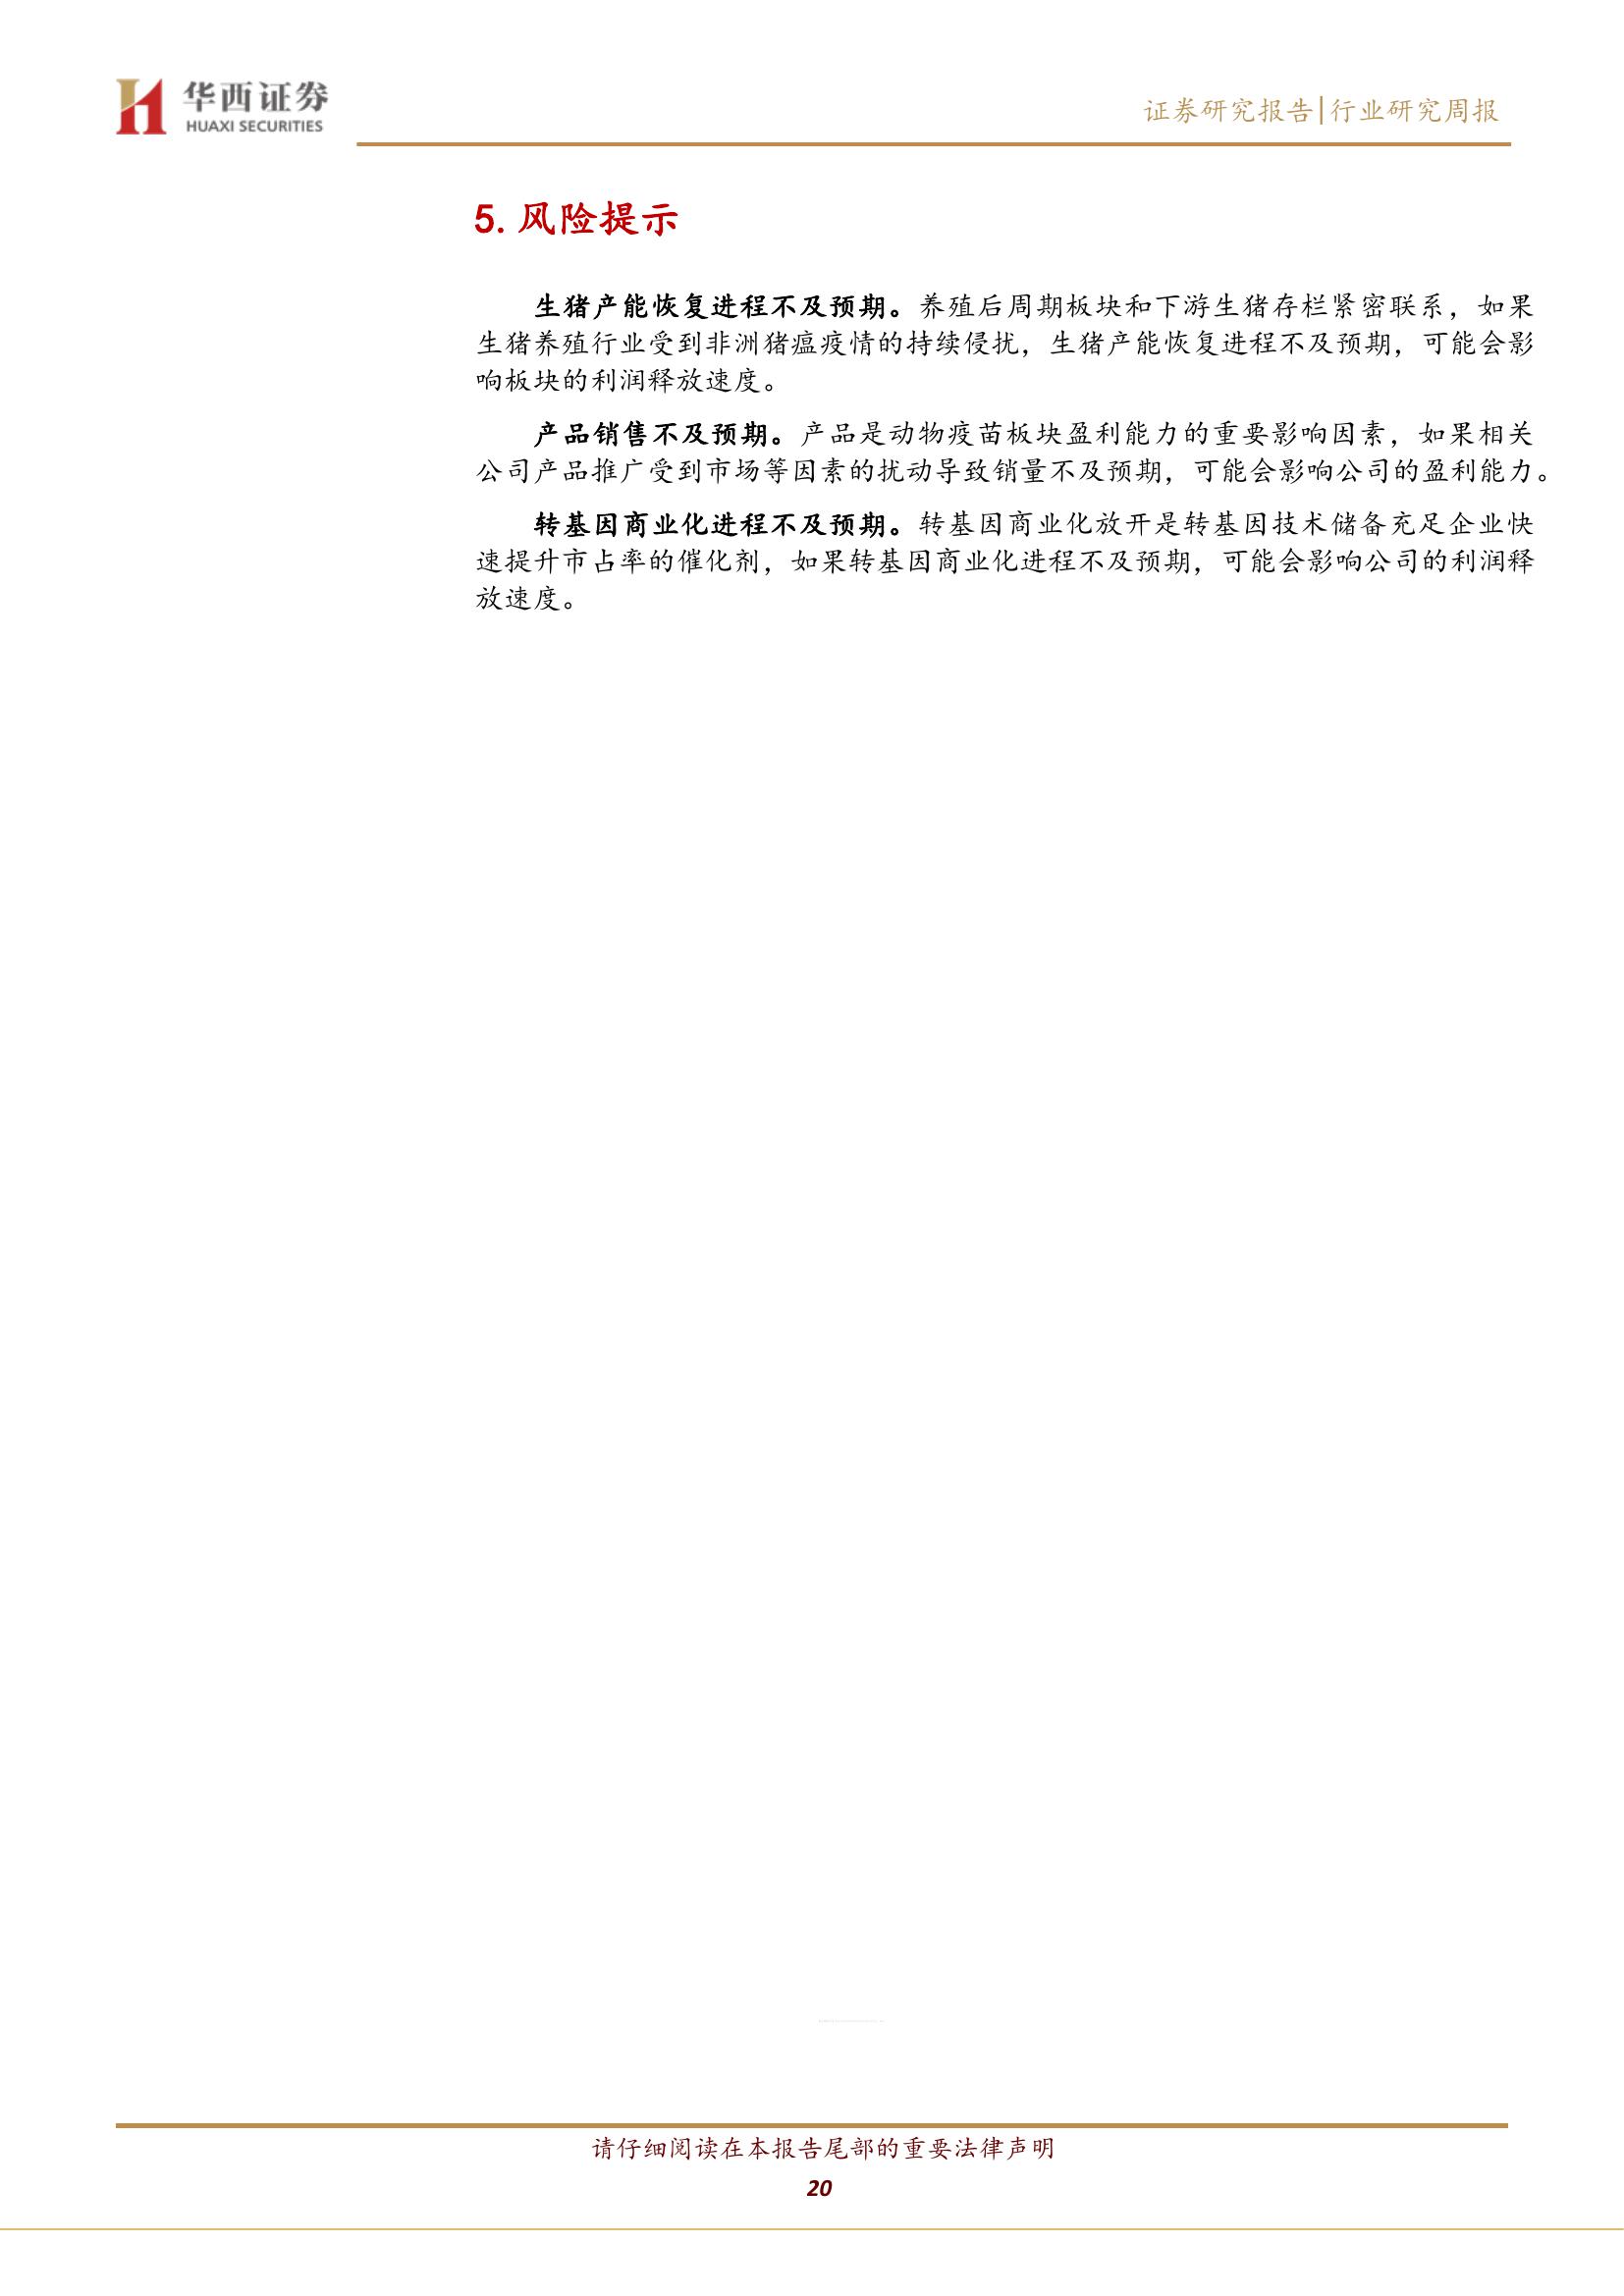 华西证券
HUAXI SECURITIES
证券研究报告|行业研究周报
5. 风险提示
生猪产能恢复进程不及预期。养殖后周期板块和下游生猪存栏紧密联系，如果
生猪养殖行业受到非洲猪瘟疫情的持续侵扰，生猪产能恢复进程不及预期，可能会影
响板块的利润释放速度。
产品销售不及预期。产品是动物疫苗板块盈利能力的重要影响因素，如果相关
公司产品推广受到市场等因素的扰动导致销量不及预期，可能会影响公司的盈利能力。
转基因商业化进程不及预期。转基因商业化放开是转基因技术储备充足企业快
速提升市占率的催化剂，如果转基因商业化进程不及预期，可能会影响公司的利润释
放速度。
请仔细阅读在本报告尾部的重要法律声明
20